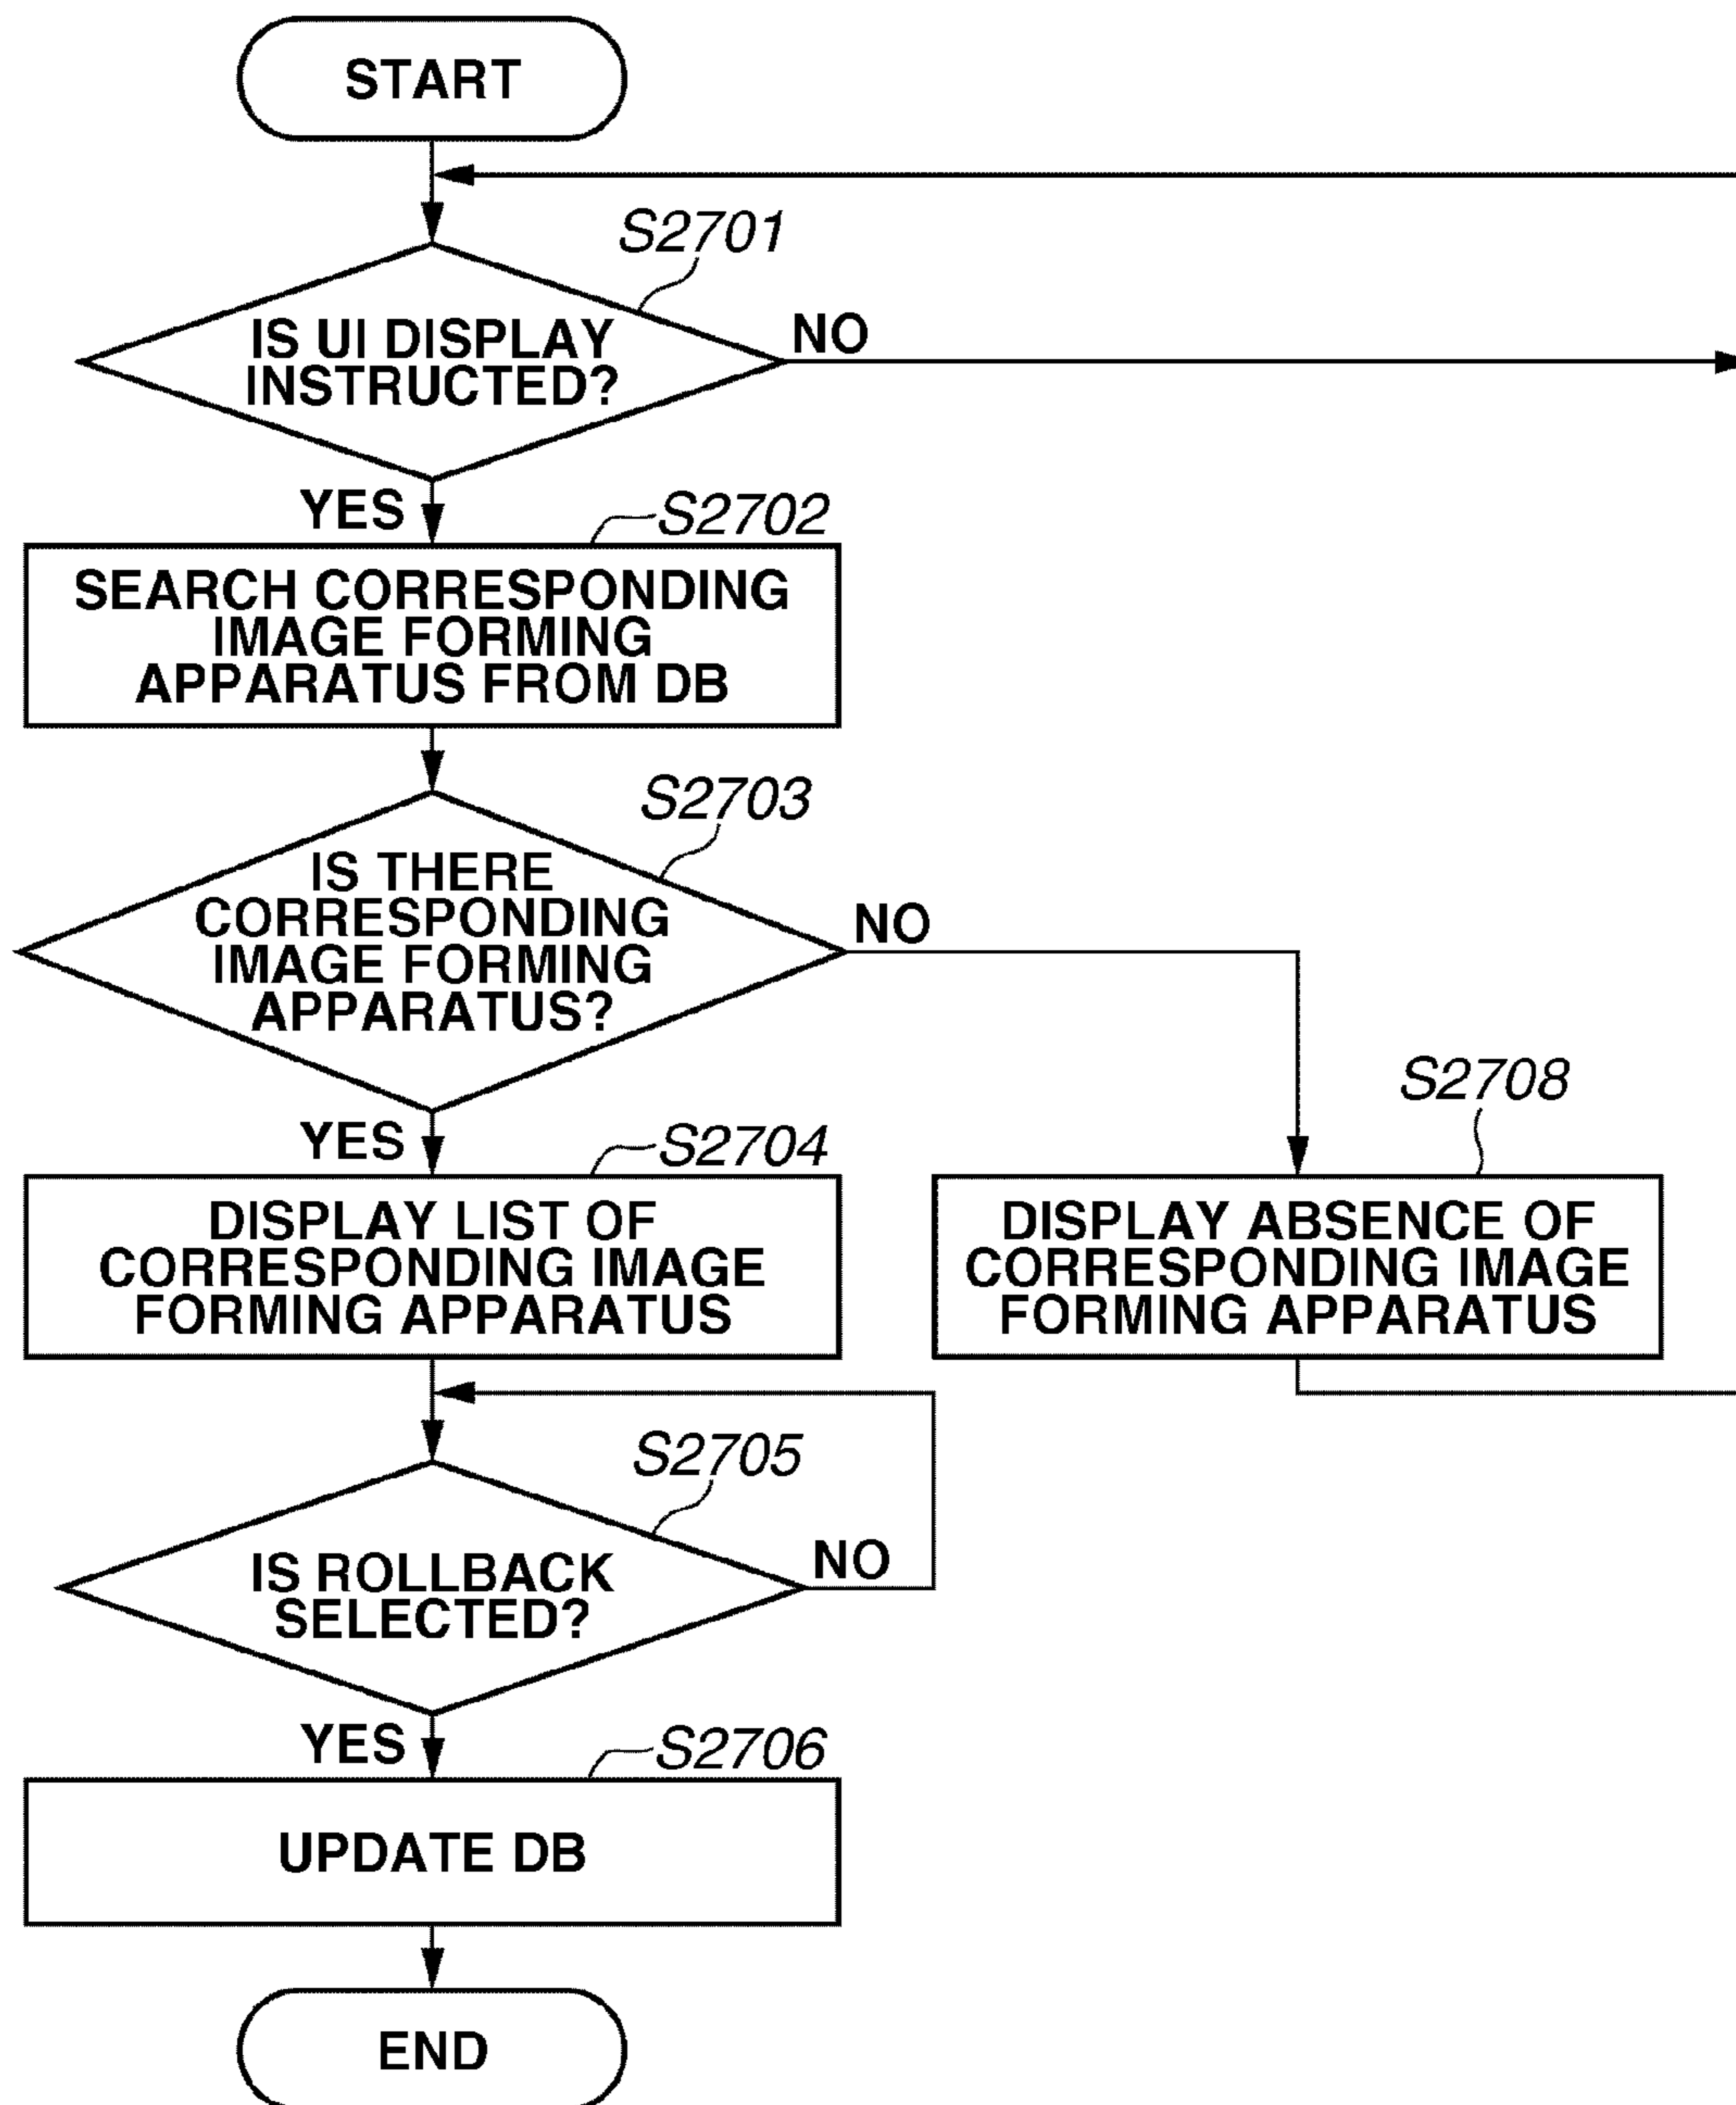 START
S2701
IS UI DISPLAY
INSTRUCTED?
NO
YES
S2702
SEARCH CORRESPONDING
IMAGE FORMING
APPARATUS FROM DB
S2703
IS THERE
CORRESPONDING
IMAGE FORMING
APPARATUS?
NO
YES
S2704
DISPLAY LIST OF
CORRESPONDING IMAGE
FORMING APPARATUS
S2708
DISPLAY ABSENCE OF
CORRESPONDING IMAGE
FORMING APPARATUS
S2705
IS ROLLBACK
SELECTED?
NO
YES
S2706
UPDATE DB
END